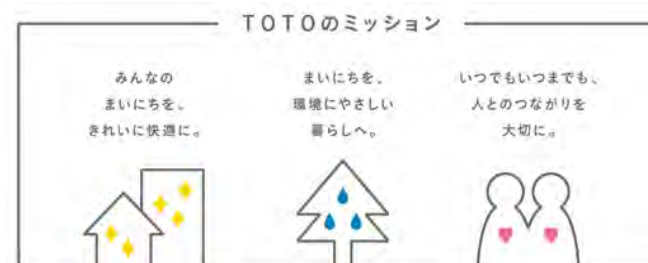 TOTOのミッション
みんなの
まいにちを、
きれいに快適に。
まいにちを、
環境にやさしい
暮らしへ。
いつでもいつまでも、
人とのつながりを
大切に。